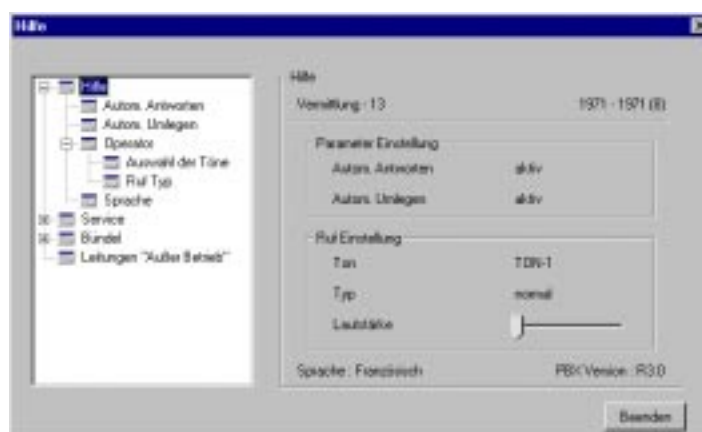 Hilfe
Hilfe
Autom. Antworten
Autom. Umlegen
Operator
Auswahl der Töne
Ruf Typ
Sprache
Service
Bündel
Leitungen "Außer Betrieb"
Hilfe
Vermittlung - 13 1971 - 1971 (8)
Parameter Einstellung
Autom. Antworten aktiv
Autom. Umlegen aktiv
Ruf Einstellung
Ton TON-1
Typ normal
Lautstärke
Sprache : Französisch PBX Version : R3.0
Beenden